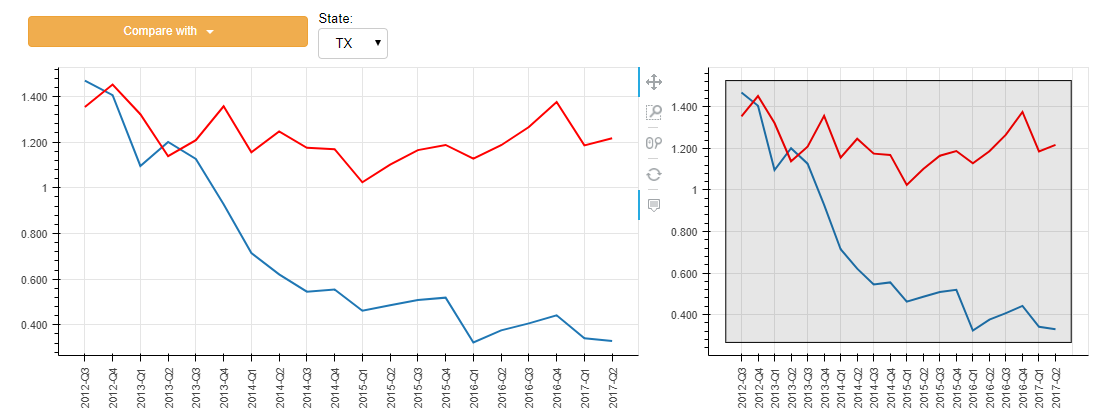 Compare with
State:
TX
1.400
1.200
1
0.800
0.600
0.400
2012-Q3
2012-Q4
2013-Q1
2013-Q2
2013-Q3
2013-Q4
2014-Q1
2014-Q2
2014-Q3
2014-Q4
2015-Q1
2015-Q2
2015-Q3
2015-Q4
2016-Q1
2016-Q2
2016-Q3
2016-Q4
2017-Q1
2017-Q2
1.400
1.200
1
0.800
0.600
0.400
2012-Q3
2012-Q4
2013-Q1
2013-Q2
2013-Q3
2013-Q4
2014-Q1
2014-Q2
2014-Q3
2014-Q4
2015-Q1
2015-Q2
2015-Q3
2015-Q4
2016-Q1
2016-Q2
2016-Q3
2016-Q4
2017-Q1
2017-Q2